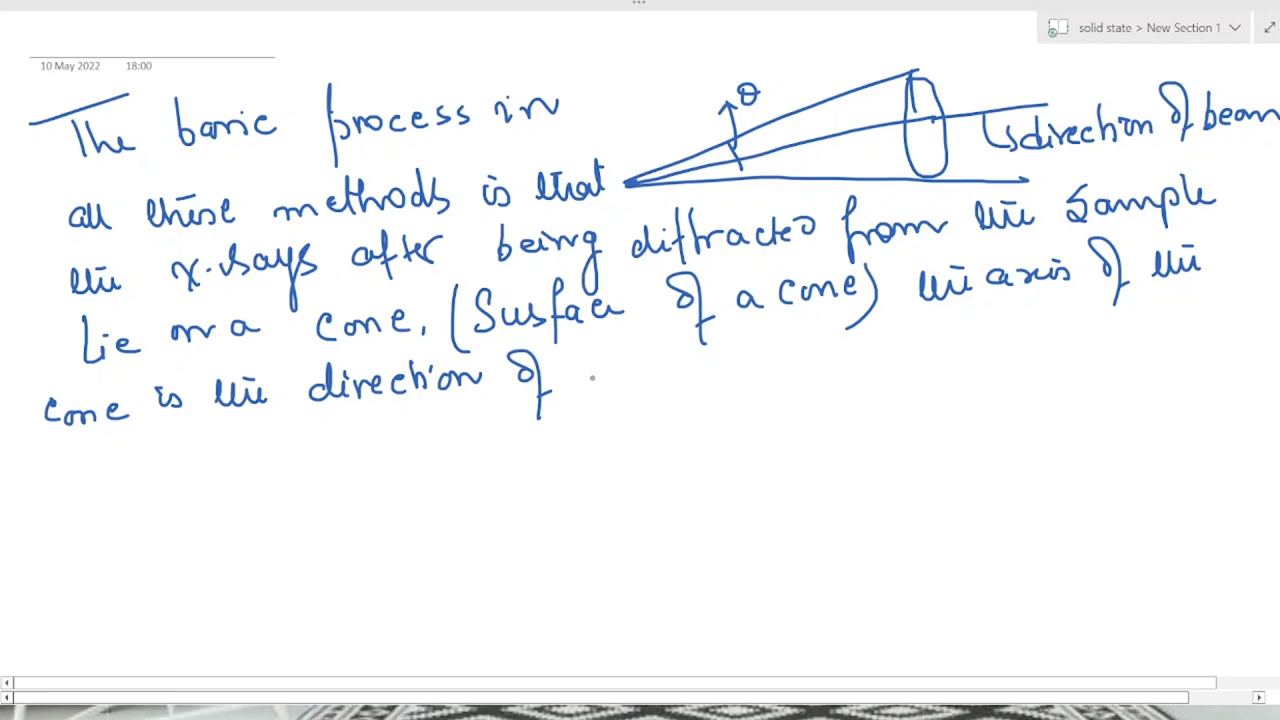 solid state > New Section 1
10 May 2022 18:00
The basic process in
θ
↳ direction of beam
all these methods is that
the x-rays after being diffracted from the sample
lie on a cone. (Surface of a cone) the axis of the
cone is the direction of